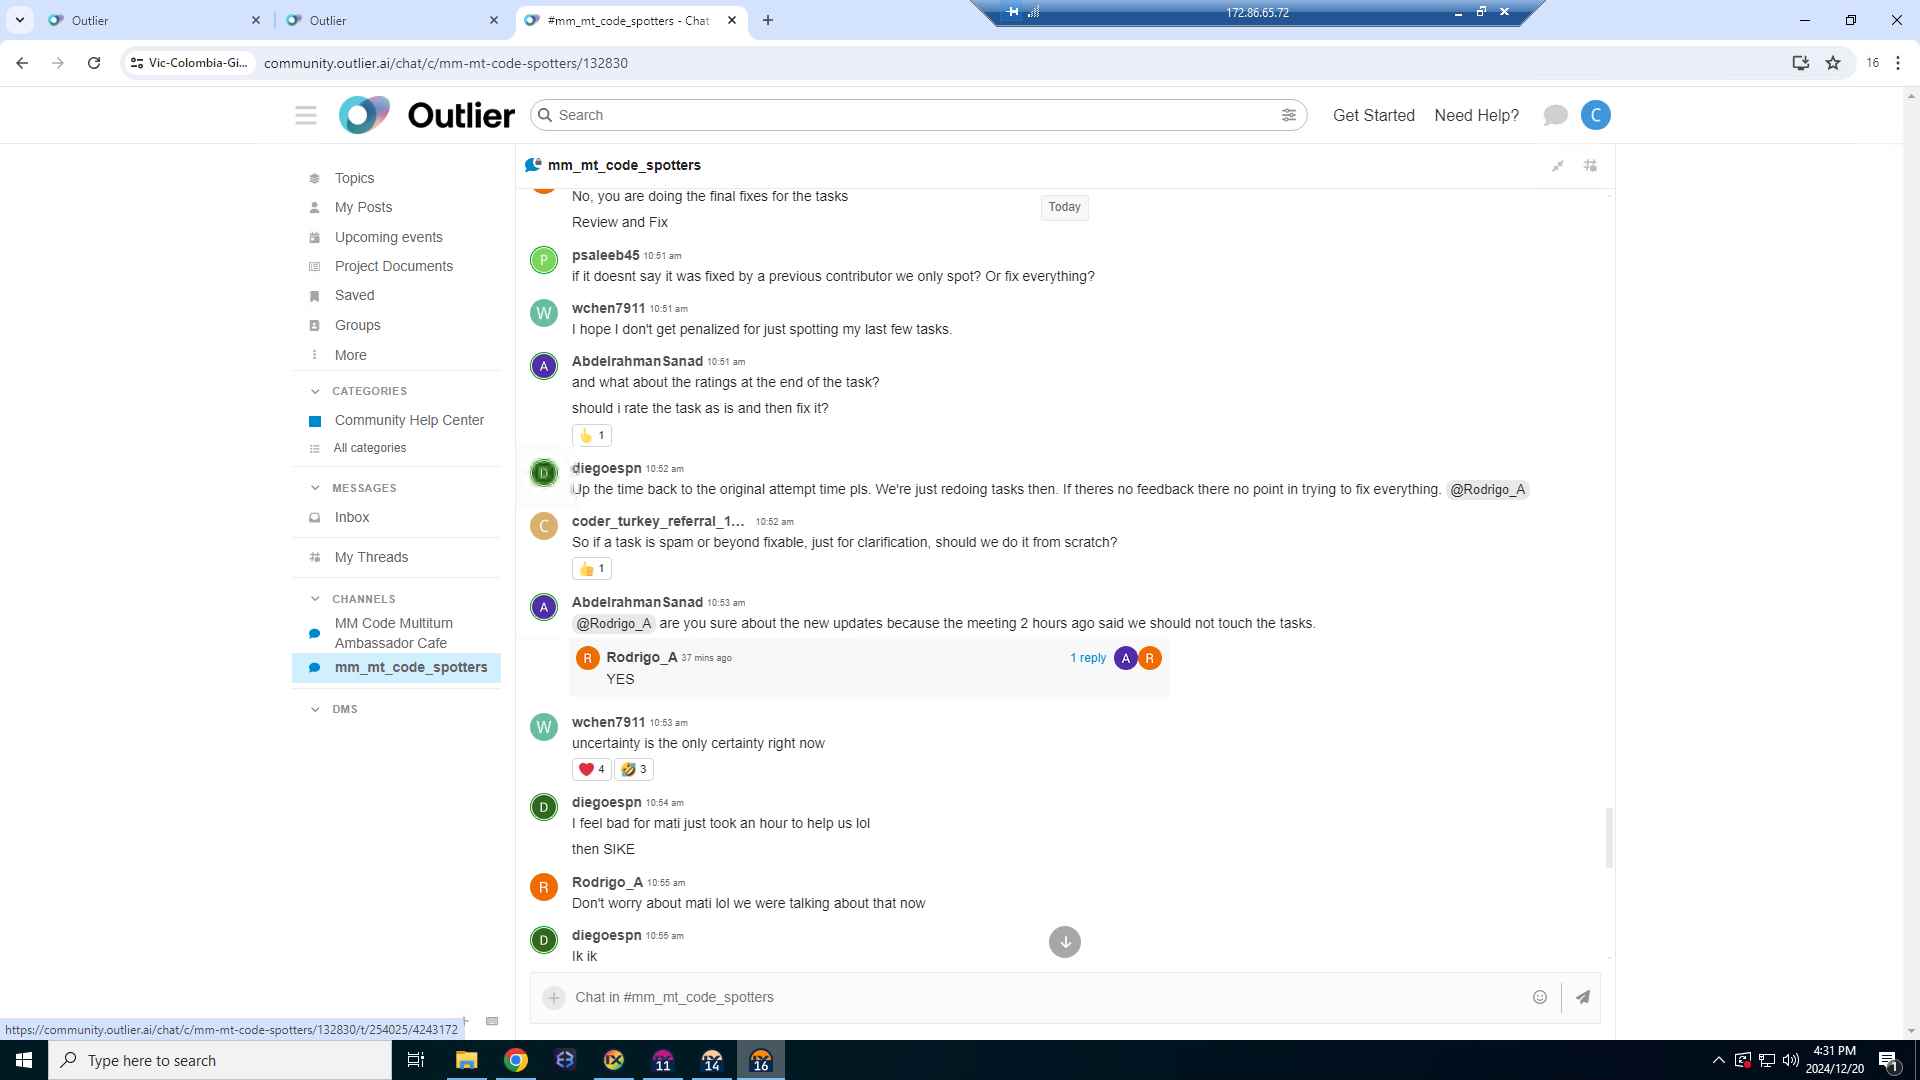 Outlier
Outlier
#mm_mt_code_spotters - Chat
172.86.65.72
Vic-Colombia-Gi...
community.outlier.ai/chat/c/mm-mt-code-spotters/132830
16
Outlier
Search
Get Started
Need Help?
C
Topics
My Posts
Upcoming events
Project Documents
Saved
Groups
More
CATEGORIES
Community Help Center
All categories
MESSAGES
Inbox
My Threads
CHANNELS
MM Code Multiturn
Ambassador Cafe
mm_mt_code_spotters
DMS
mm_mt_code_spotters
No, you are doing the final fixes for the tasks
Today
Review and Fix
P
psaleeb45 10:51 am
if it doesnt say it was fixed by a previous contributor we only spot? Or fix everything?
W
wchen7911 10:51 am
I hope I don't get penalized for just spotting my last few tasks.
A
AbdelrahmanSanad 10:51 am
and what about the ratings at the end of the task?
should i rate the task as is and then fix it?
1
D
diegoespn 10:52 am
Up the time back to the original attempt time pls. We're just redoing tasks then. If theres no feedback there no point in trying to fix everything. @Rodrigo_A
C
coder_turkey_referral_1... 10:52 am
So if a task is spam or beyond fixable, just for clarification, should we do it from scratch?
1
A
AbdelrahmanSanad 10:53 am
@Rodrigo_A are you sure about the new updates because the meeting 2 hours ago said we should not touch the tasks.
R
Rodrigo_A 37 mins ago
1 reply
A R
YES
W
wchen7911 10:53 am
uncertainty is the only certainty right now
4 3
D
diegoespn 10:54 am
I feel bad for mati just took an hour to help us lol
then SIKE
R
Rodrigo_A 10:55 am
Don't worry about mati lol we were talking about that now
D
diegoespn 10:55 am
Ik ik
Chat in #mm_mt_code_spotters
https://community.outlier.ai/chat/c/mm-mt-code-spotters/132830/t/254025/4243172
Type here to search
11
14
16
4:31 PM
2024/12/20
1